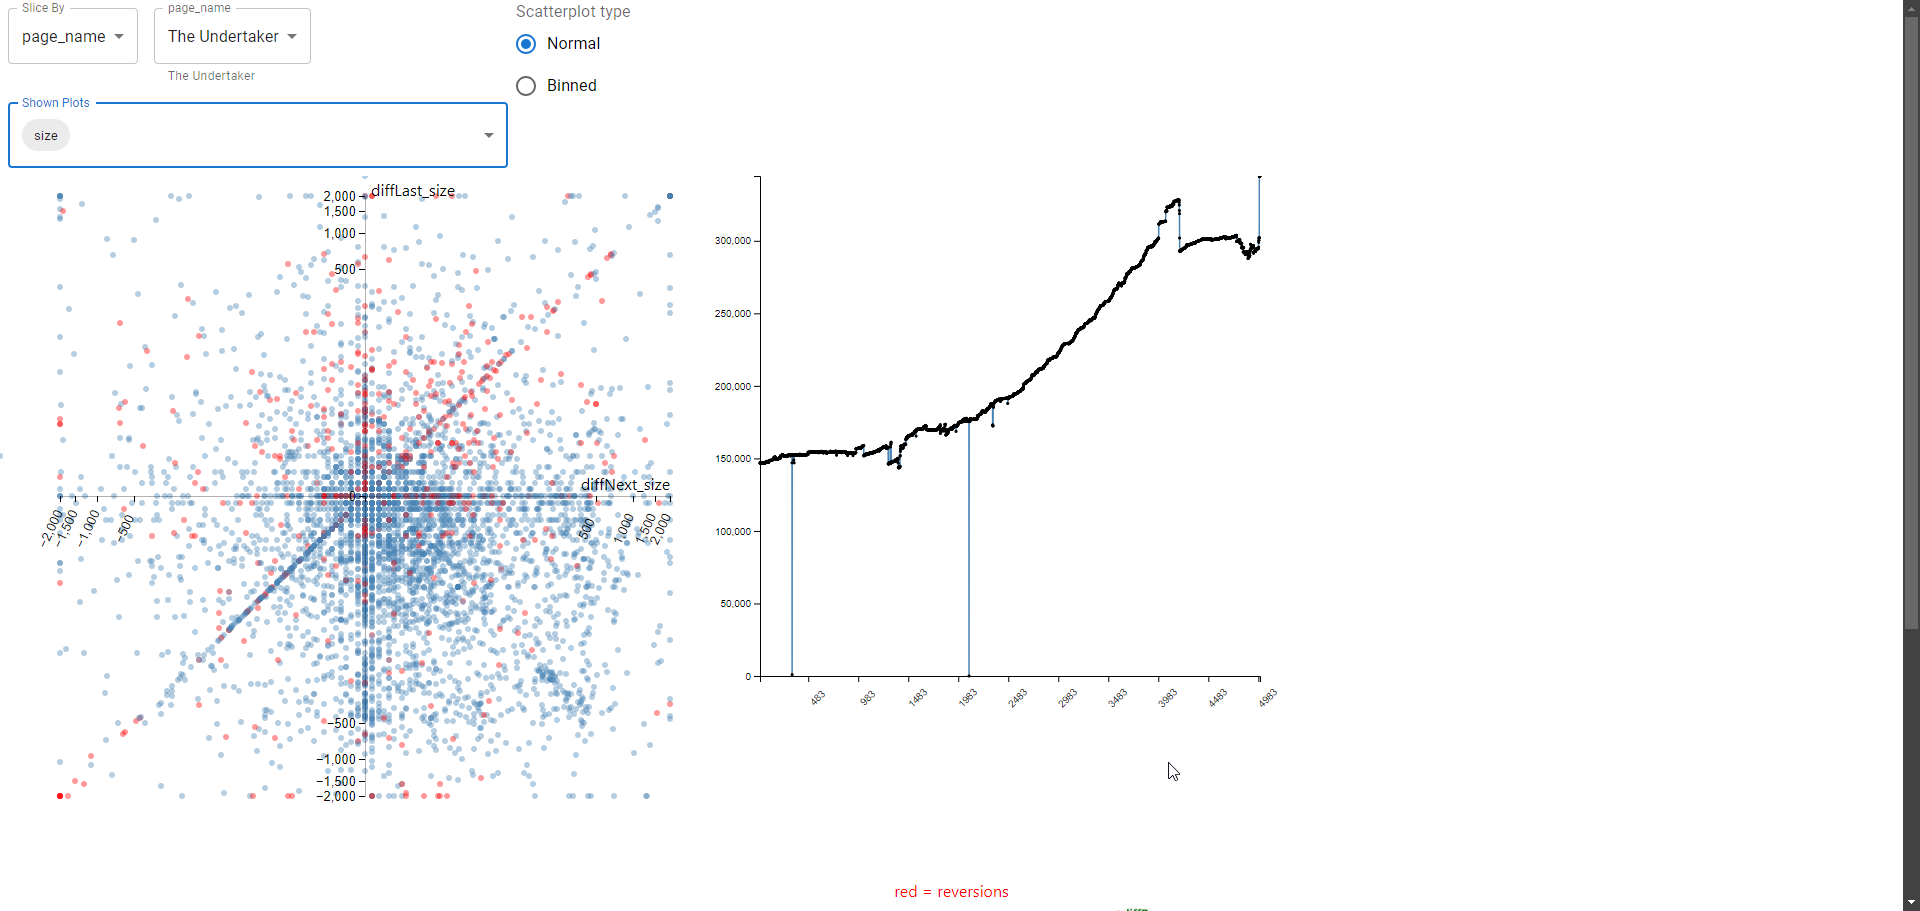 Slice By
page_name
page_name
The Undertaker
The Undertaker
Scatterplot type
Normal
Binned
Shown Plots
size
diffLast_size
2,000
1,500
1,000
500
0
−500
−1,000
−1,500
−2,000
diffNext_size
−2,000
−1,500
−1,000
−500
500
1,000
1,500
2,000
300,000
250,000
200,000
150,000
100,000
50,000
0
483
983
1483
1983
2483
2983
3483
3983
4483
4983
red = reversions